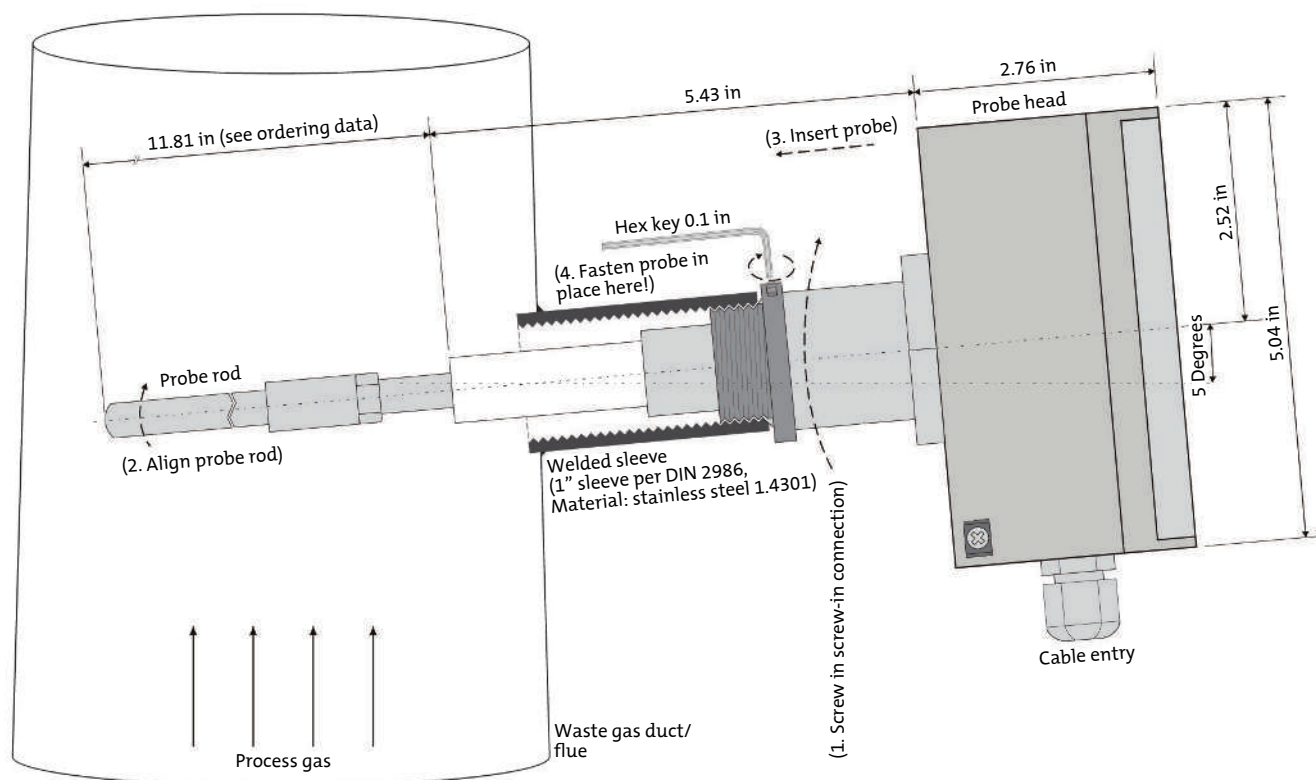 2.76 in
5.43 in
Probe head
11.81 in (see ordering data)
(3. Insert probe)
2.52 in
Hex key 0.1 in
(4. Fasten probe in
place here!)
5.04 in
5 Degrees
Probe rod
(2. Align probe rod)
Welded sleeve
(1” sleeve per DIN 2986,
Material: stainless steel 1.4301)
(1. Screw in screw-in connection)
Cable entry
Waste gas duct/
flue
Process gas